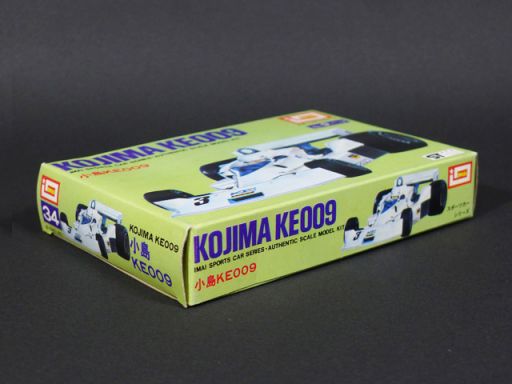 KOJIMA KE009
小島KE009
3
34
KOJIMA KE009
小島
KE009
KOJIMA KE009
IMAI SPORTS CAR SERIES・AUTHENTIC SCALE MODEL KIT
小島KE009
3
スポーツカー
シリーズ